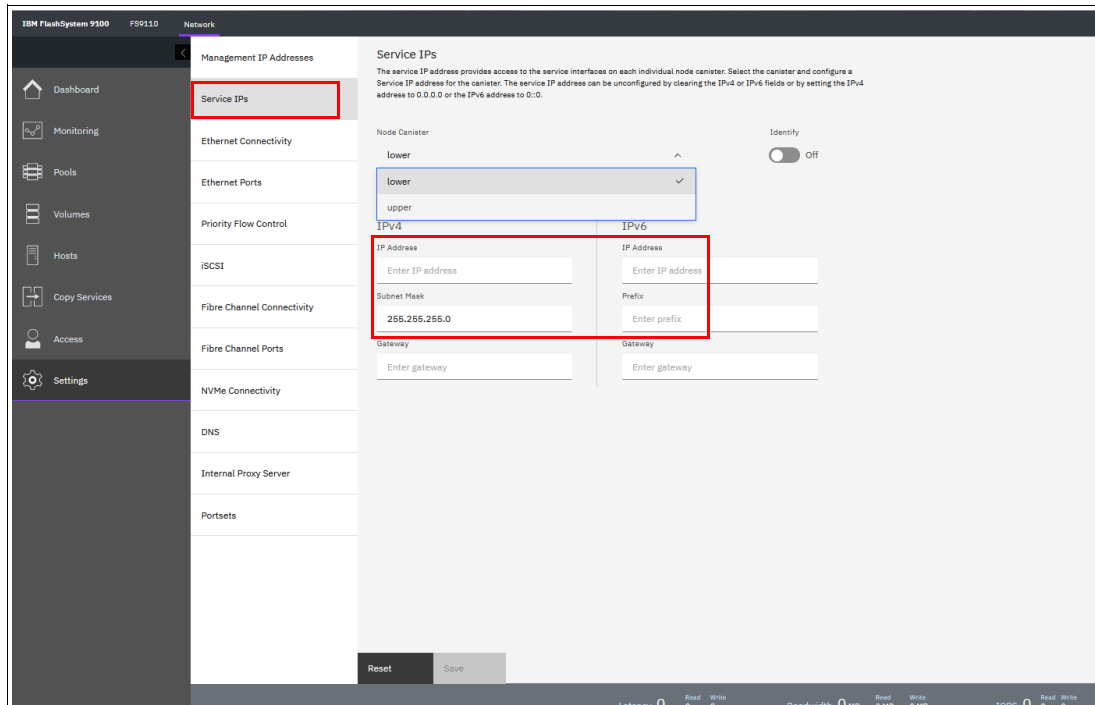 IBM FlashSystem 9100 FS9110 Network
Dashboard
Monitoring
Pools
Volumes
Hosts
Copy Services
Access
Settings
Management IP Addresses
Service IPs
Ethernet Connectivity
Ethernet Ports
Priority Flow Control
iSCSI
Fibre Channel Connectivity
Fibre Channel Ports
NVMe Connectivity
DNS
Internal Proxy Server
Portsets
Service IPs
The service IP address provides access to the service interfaces on each individual node canister. Select the canister and configure a
Service IP address for the canister. The service IP address can be unconfigured by clearing the IPv4 or IPv6 fields or by setting the IPv4
address to 0.0.0.0 or the IPv6 address to 0::0.
Node Canister
Identify
lower
Off
lower
upper
IPv4 IPv6
IP Address IP Address
Enter IP address Enter IP address
Subnet Mask Prefix
255.255.255.0 Enter prefix
Gateway Gateway
Enter gateway Enter gateway
Reset Save
Read Write Read Write Read Write